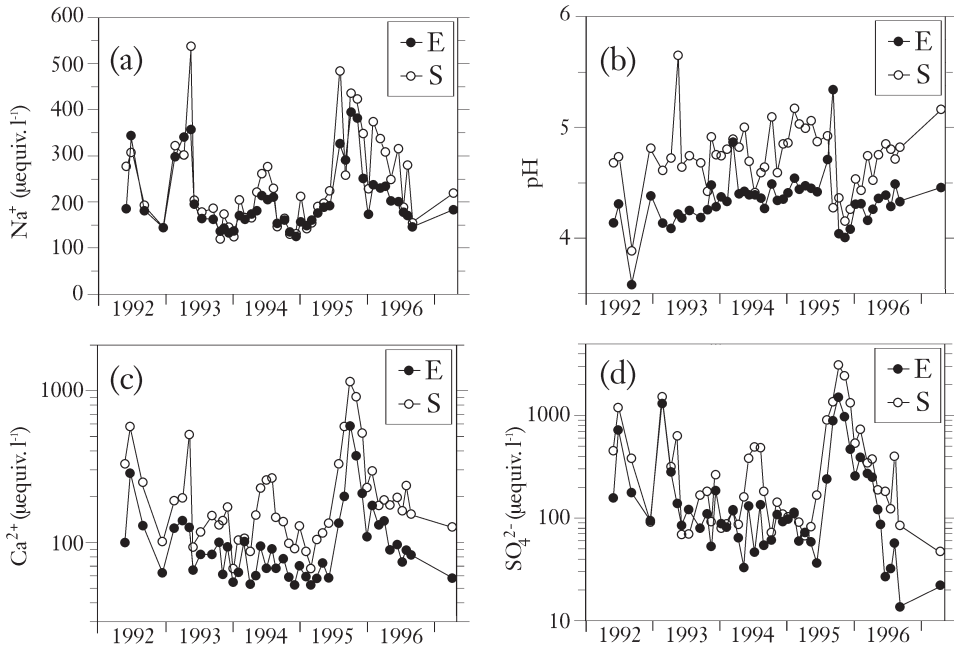 600
500
400
300
200
100
0
Na⁺ (μequiv. l⁻¹)
(a)
E
S
1992 1993 1994 1995 1996
6
5
4
pH
(b)
E
S
1992 1993 1994 1995 1996
1000
100
Ca²⁺ (μequiv. l⁻¹)
(c)
E
S
1992 1993 1994 1995 1996
1000
100
10
SO₄²⁻ (μequiv. l⁻¹)
(d)
E
S
1992 1993 1994 1995 1996